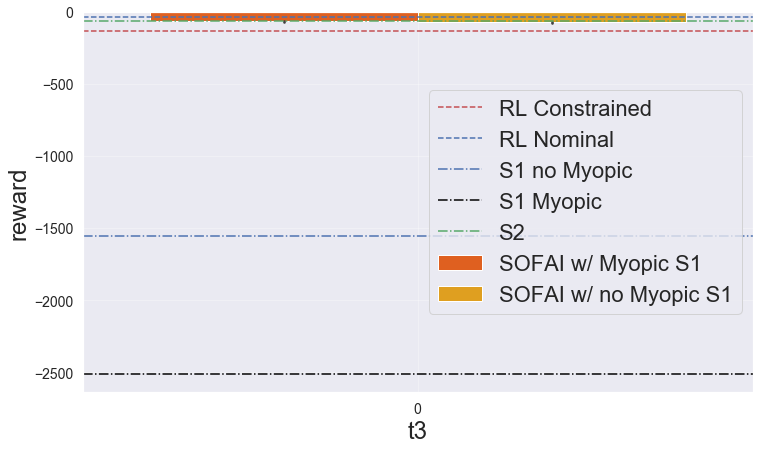 0
−500
−1000
−1500
−2000
−2500
reward
RL Constrained
RL Nominal
S1 no Myopic
S1 Myopic
S2
SOFAI w/ Myopic S1
SOFAI w/ no Myopic S1
0
t3